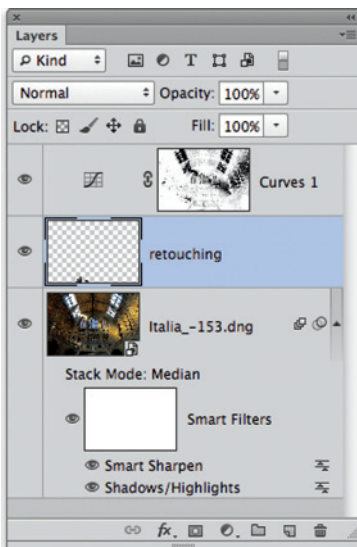 Layers
Kind T
Normal Opacity: 100%
Lock: Fill: 100%
Curves 1
retouching
Italia_-153.dng
Stack Mode: Median
Smart Filters
Smart Sharpen
Shadows/Highlights
fx